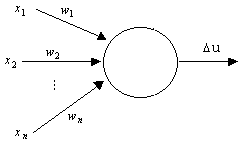 x₁ w₁
x₂ w₂ Δu
⋮
xₙ wₙ